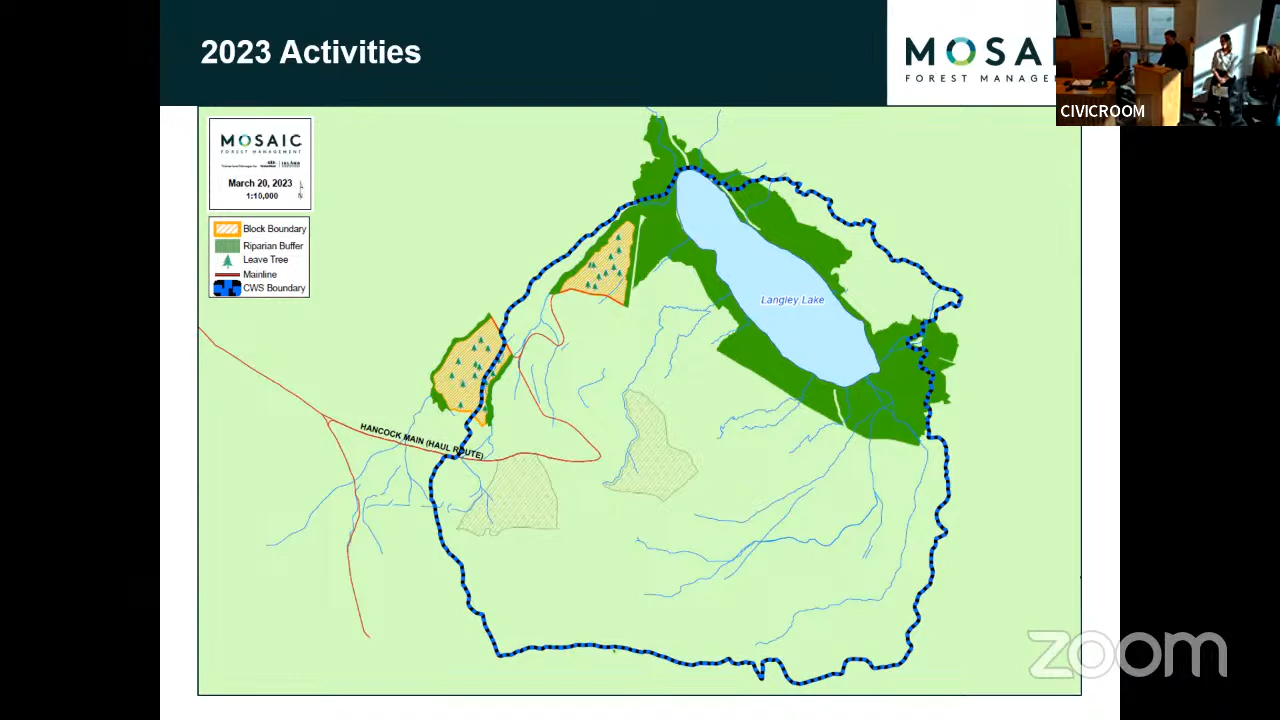 2023 Activities
MOSA
FOREST MANAGE
CIVICROOM
MOSAIC
FOREST MANAGEMENT
March 20, 2023
1:10,000
Block Boundary
Riparian Buffer
Leave Tree
Mainline
CWS Boundary
Langley Lake
HANCOCK MAIN (HAUL ROUTE)
zoom